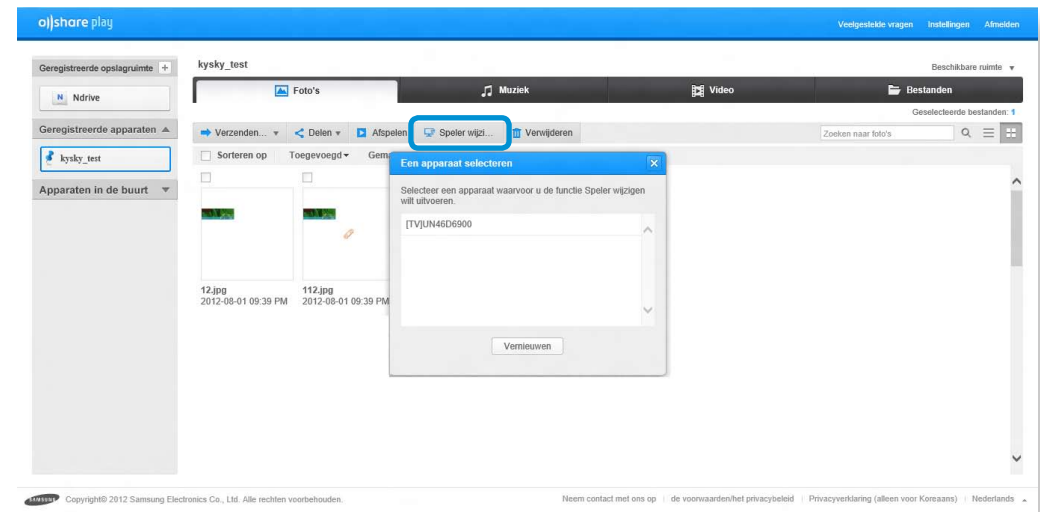 ollshare play
Veelgestelde vragen Instellingen Afmelden
Geregistreerde opslagruimte +
N Ndrive
Geregistreerde apparaten
kysky_test
Apparaten in de buurt
kysky_test
Beschikbare ruimte
Foto's Muziek Video Bestanden
Geselecteerde bestanden: 1
Verzenden... Delen Afspelen Speler wijzi... Verwijderen
Zoeken naar foto's
Sorteren op Toegevoegd Gem
Een apparaat selecteren
Selecteer een apparaat waarvoor u de functie Speler wijzigen
wilt uitvoeren.
[TV]UN46D6900
Vernieuwen
12.jpg
2012-08-01 09:39 PM
112.jpg
2012-08-01 09:39 PM
SAMSUNG Copyright© 2012 Samsung Electronics Co., Ltd. Alle rechten voorbehouden.
Neem contact met ons op | de voorwaarden/het privacybeleid | Privacyverklaring (alleen voor Koreaans) | Nederlands